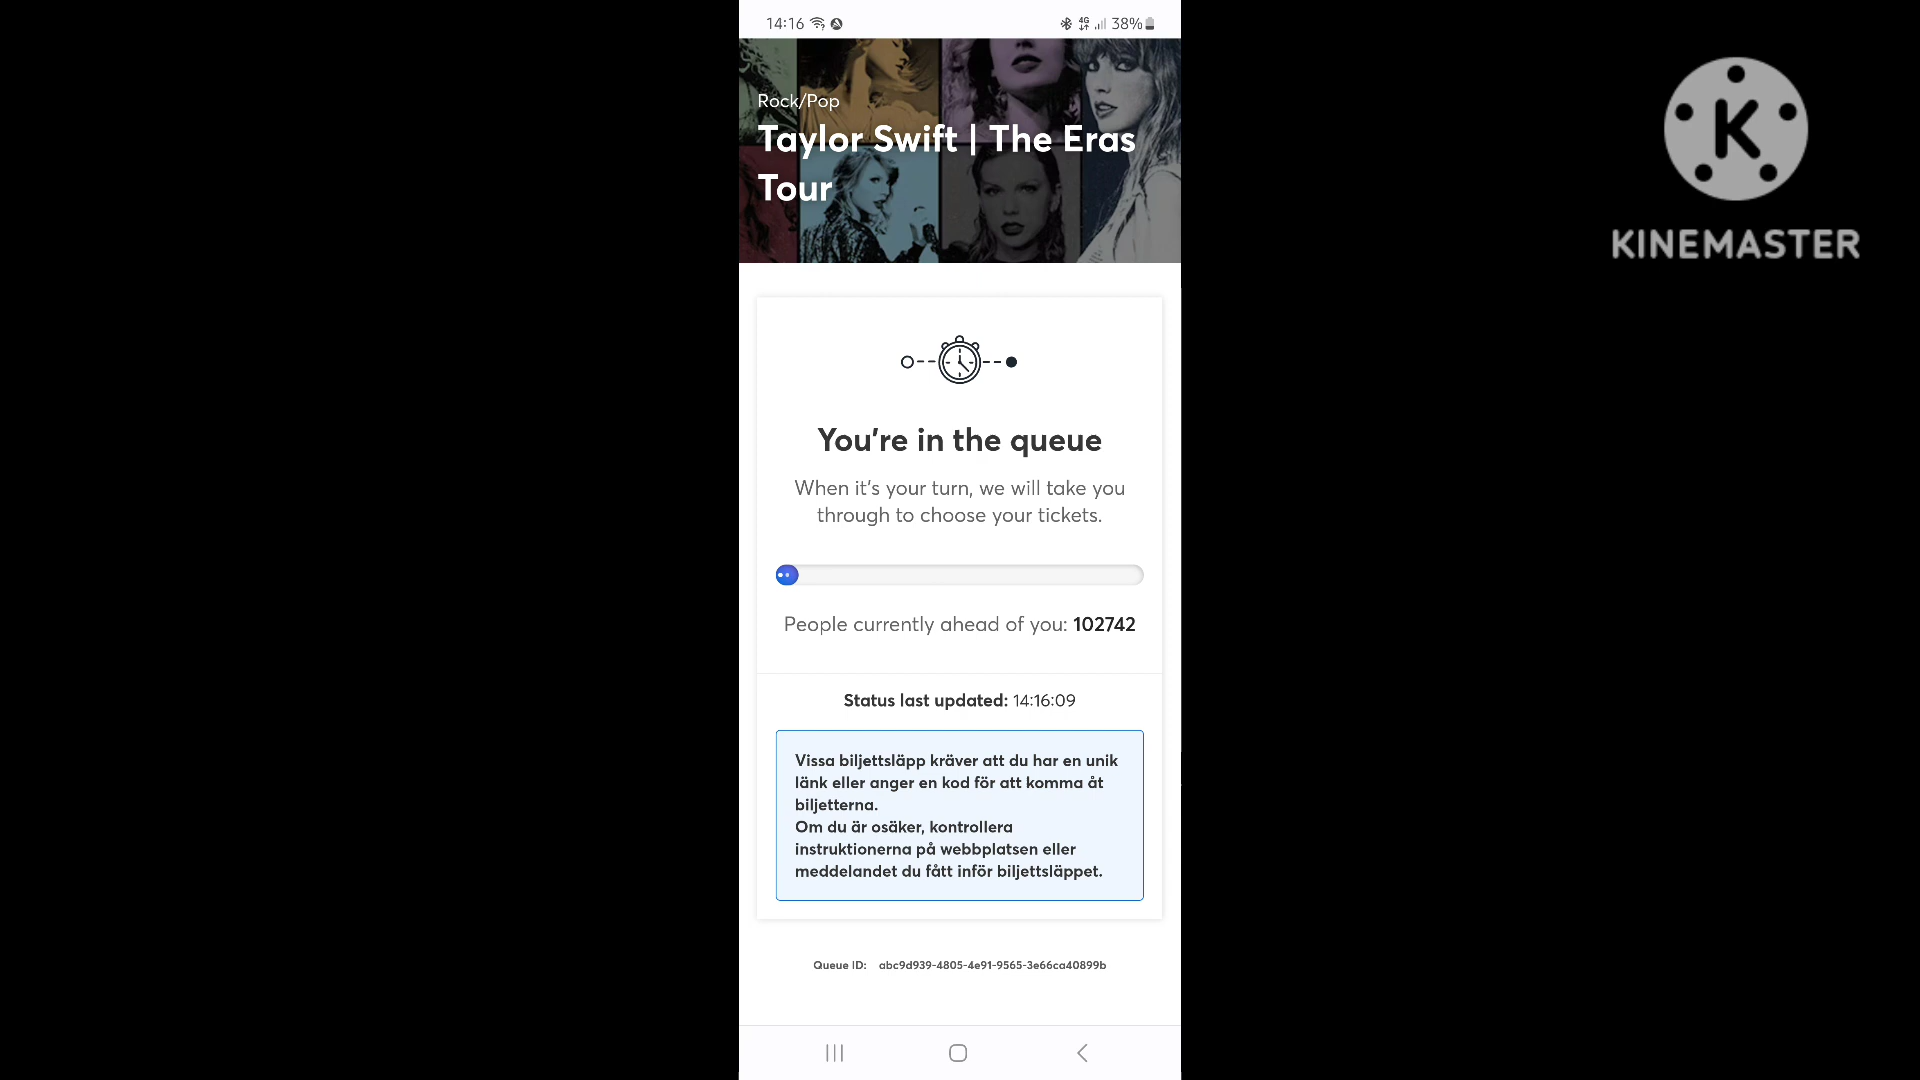 14:16
4G
38%
Rock/Pop
Taylor Swift | The Eras
Tour
K
KINEMASTER
You're in the queue
When it's your turn, we will take you
through to choose your tickets.
People currently ahead of you: 102742
Status last updated: 14:16:09
Vissa biljettsläpp kräver att du har en unik
länk eller anger en kod för att komma åt
biljetterna.
Om du är osäker, kontrollera
instruktionerna på webbplatsen eller
meddelandet du fått inför biljettsläppet.
Queue ID: abc9d939-4805-4e91-9565-3e66ca40899b